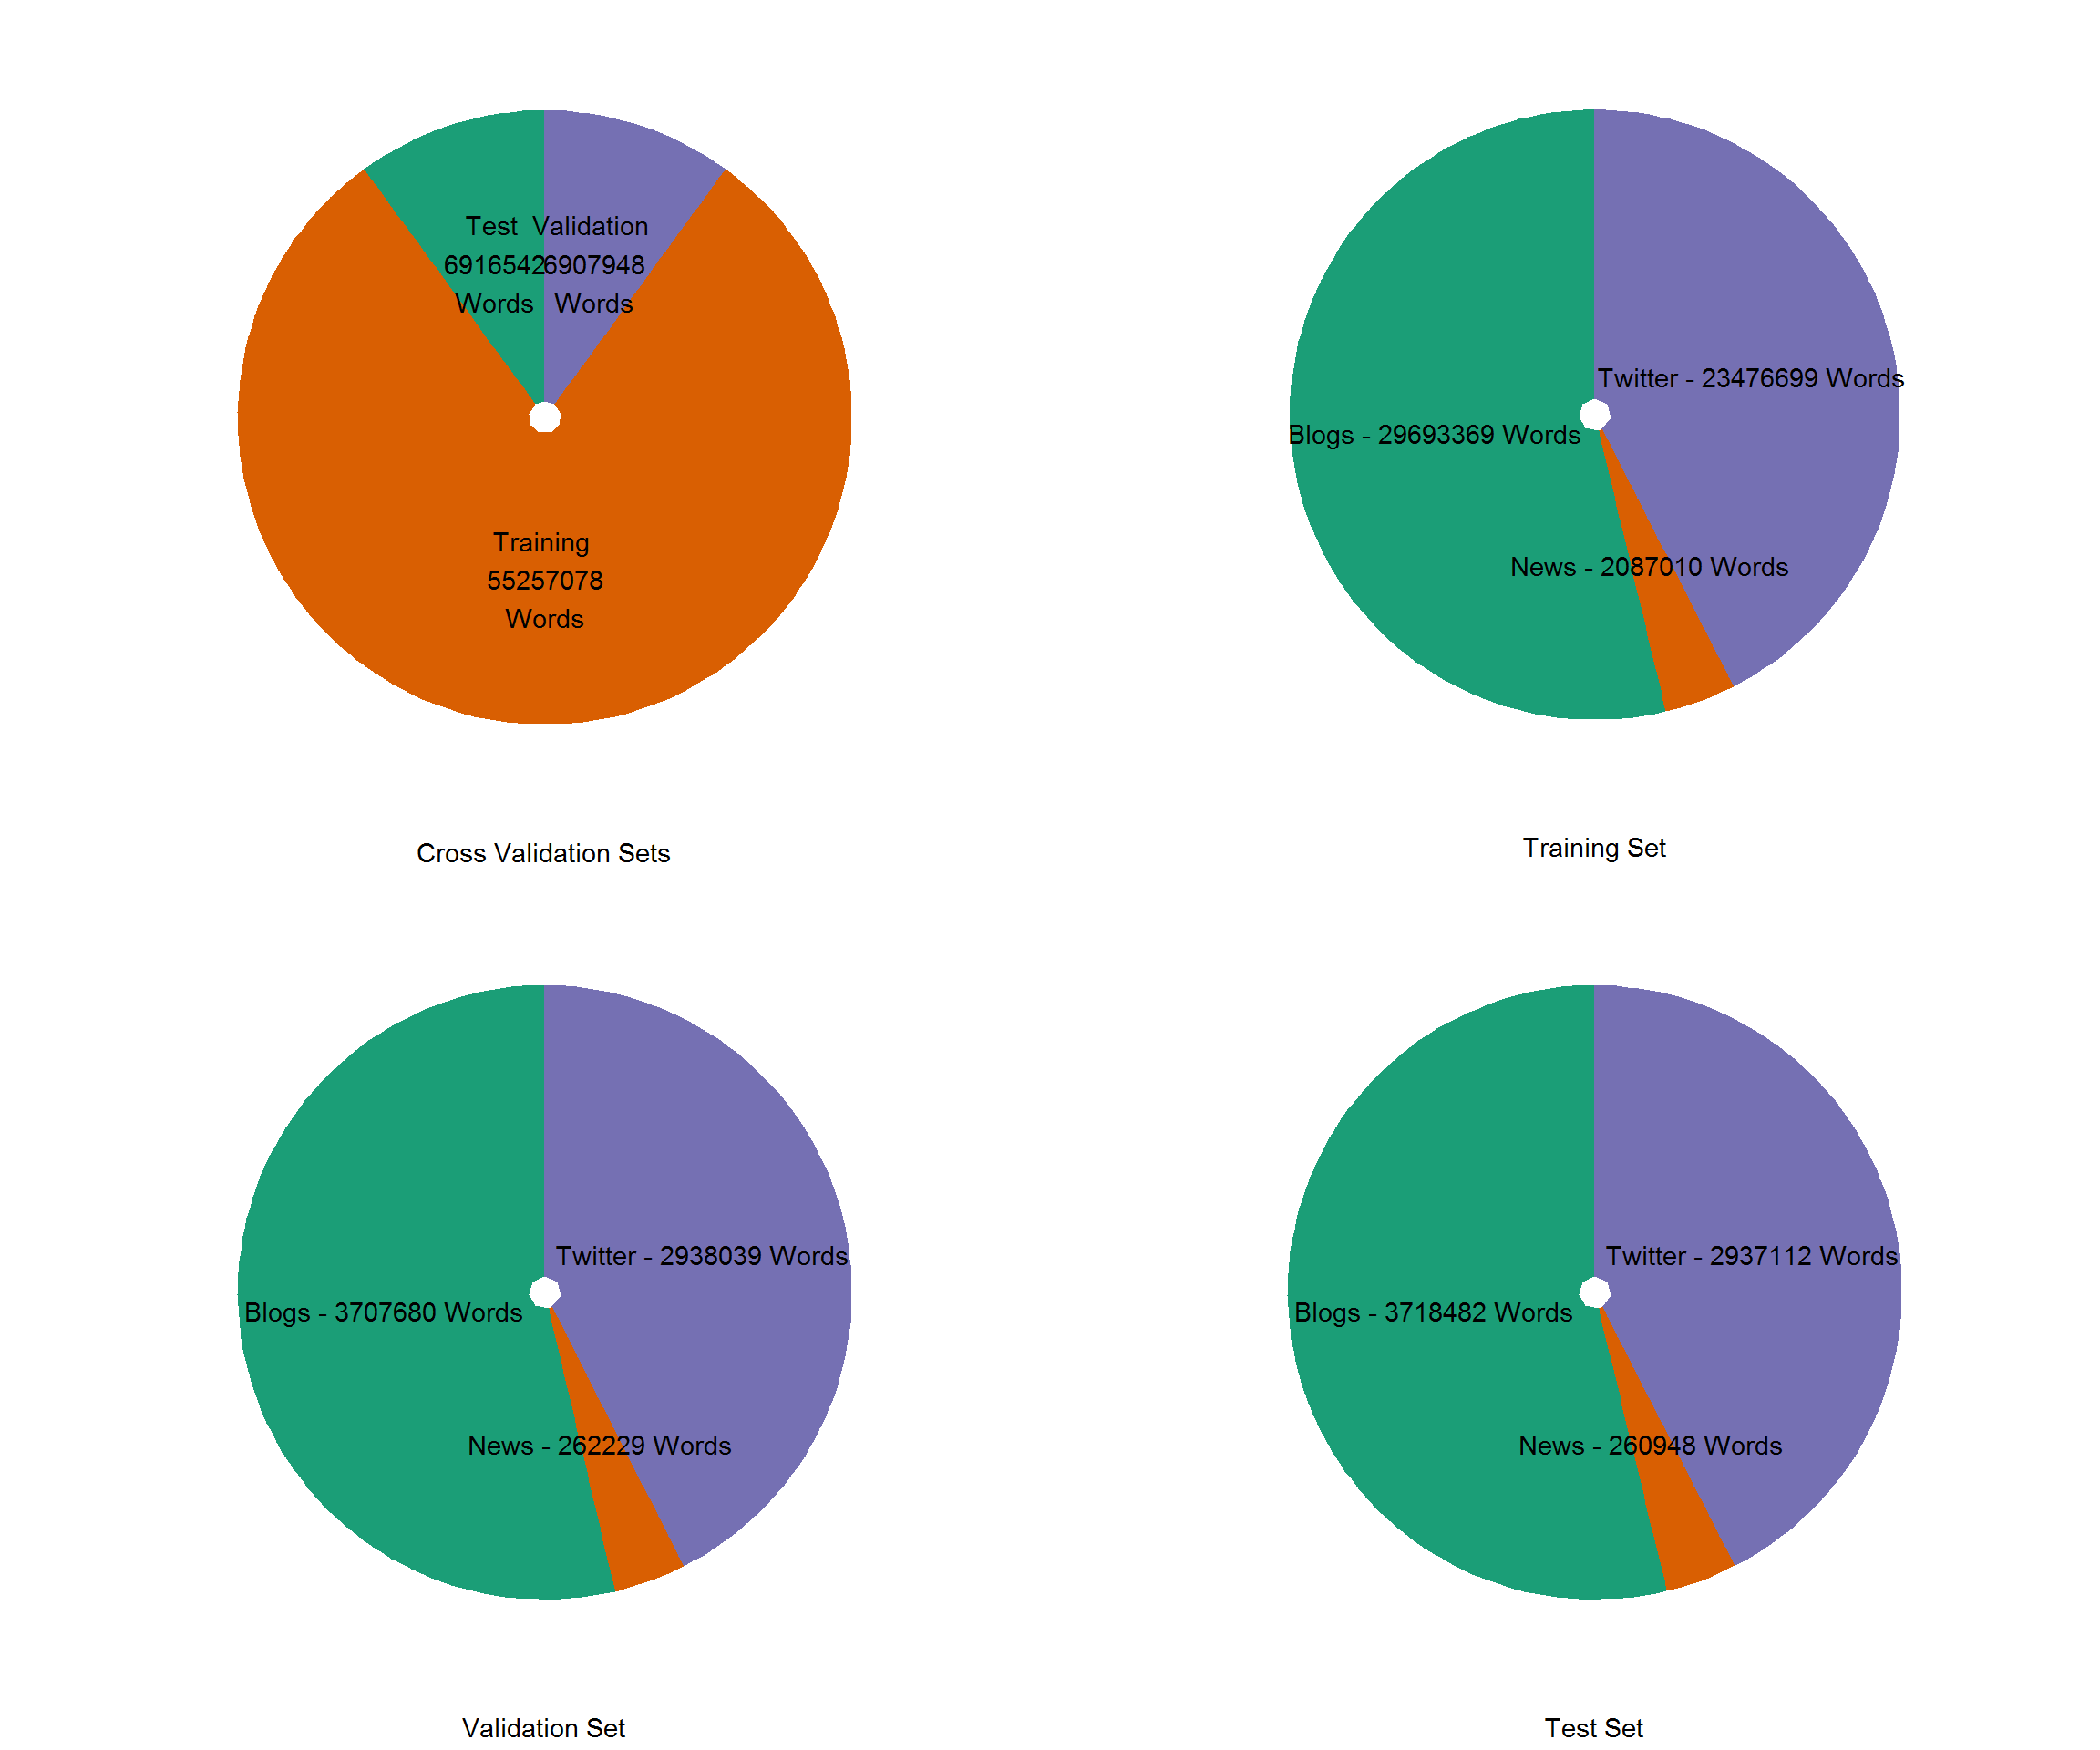 Test
6916542
Words
Validation
6907948
Words
Training
55257078
Words
Cross Validation Sets
Twitter - 23476699 Words
Blogs - 29693369 Words
News - 2087010 Words
Training Set
Twitter - 2938039 Words
Blogs - 3707680 Words
News - 262229 Words
Validation Set
Twitter - 2937112 Words
Blogs - 3718482 Words
News - 260948 Words
Test Set